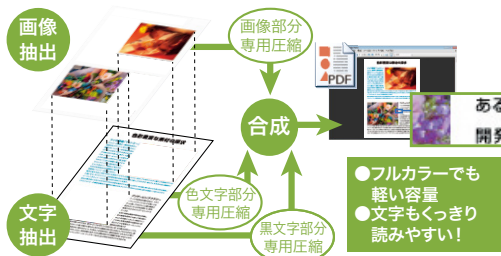 画像
抽出
画像部分
専用圧縮
PDF
合成
ある
開発
文字
抽出
色文字部分
専用圧縮
黒文字部分
専用圧縮
●フルカラーでも
軽い容量
●文字もくっきり
読みやすい!